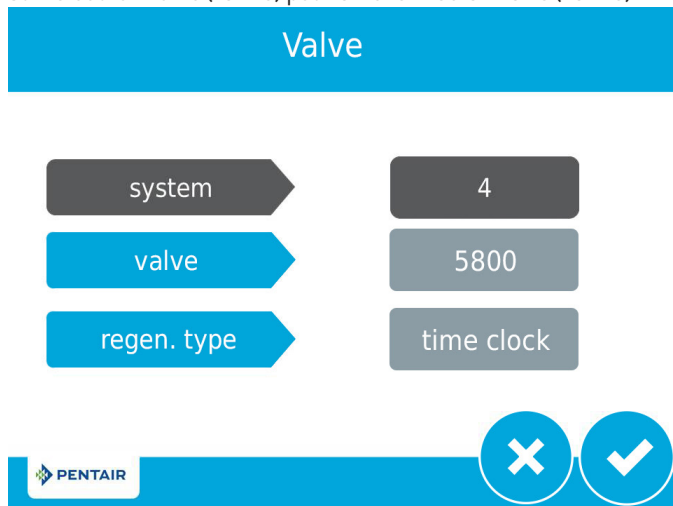 Valve
system
4
valve
5800
regen. type
time clock
PENTAIR